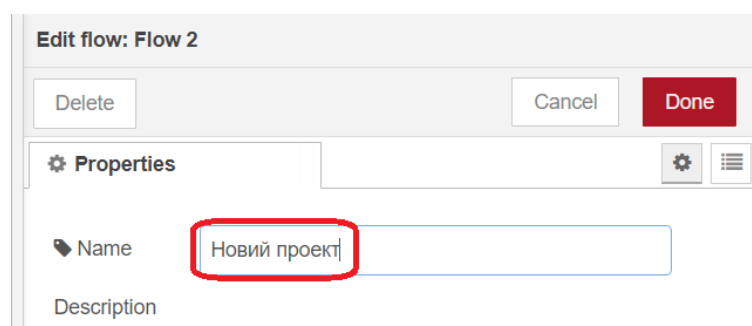 Edit flow: Flow 2
Delete Cancel Done
Properties
Name Новий проект
Description